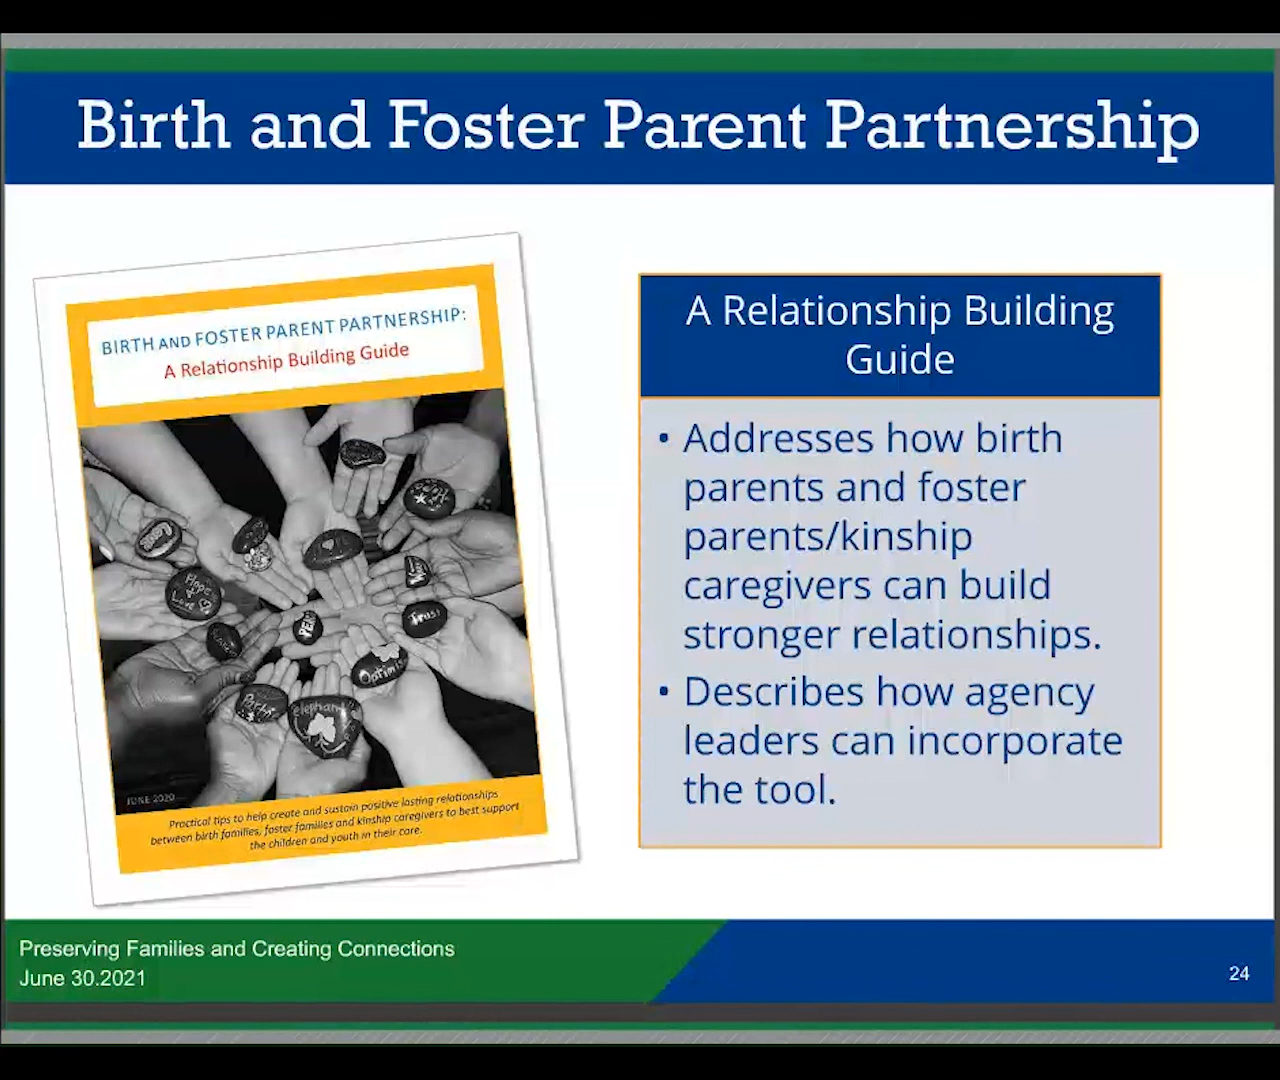 Birth and Foster Parent Partnership
BIRTH AND FOSTER PARENT PARTNERSHIP:
A Relationship Building Guide
Hope
Hope
+
Love
PEACE
Trust
elephant
JUNE 2020
Practical tips to help create and sustain positive lasting relationships
between birth families, foster families and kinship caregivers to best support
the children and youth in their care.
A Relationship Building
Guide
• Addresses how birth
parents and foster
parents/kinship
caregivers can build
stronger relationships.
• Describes how agency
leaders can incorporate
the tool.
Preserving Families and Creating Connections
June 30.2021
24